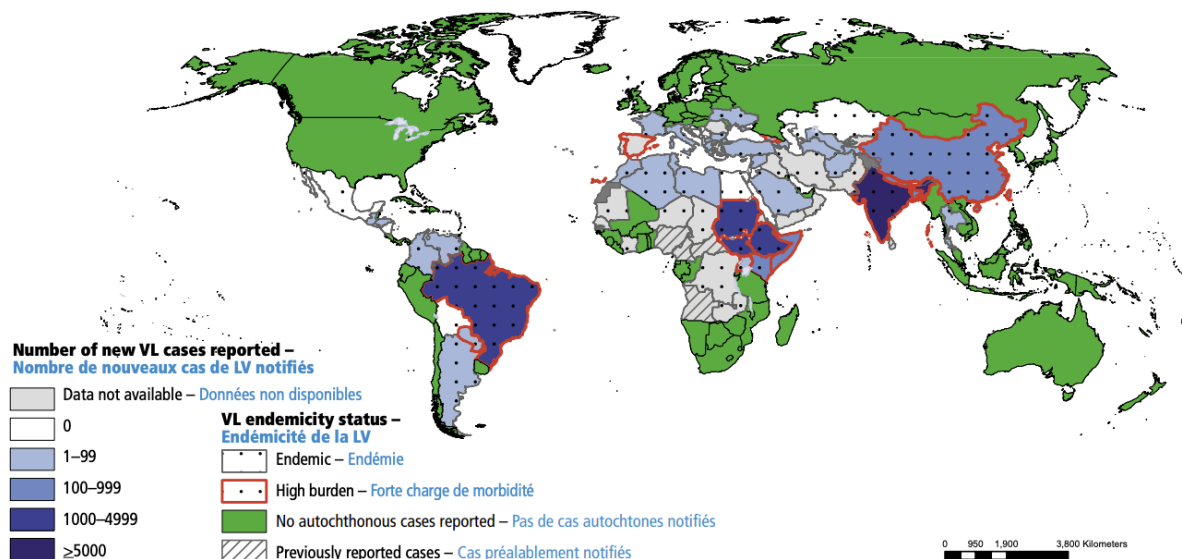 Number of new VL cases reported –
Nombre de nouveaux cas de LV notifiés
Data not available – Données non disponibles
0
1–99
100–999
1000–4999
≥5000
VL endemicity status –
Endémicité de la LV
Endemic – Endémie
High burden – Forte charge de morbidité
No autochthonous cases reported – Pas de cas autochtones notifiés
Previously reported cases – Cas préalablement notifiés
0 950 1,900 3,800 Kilometers